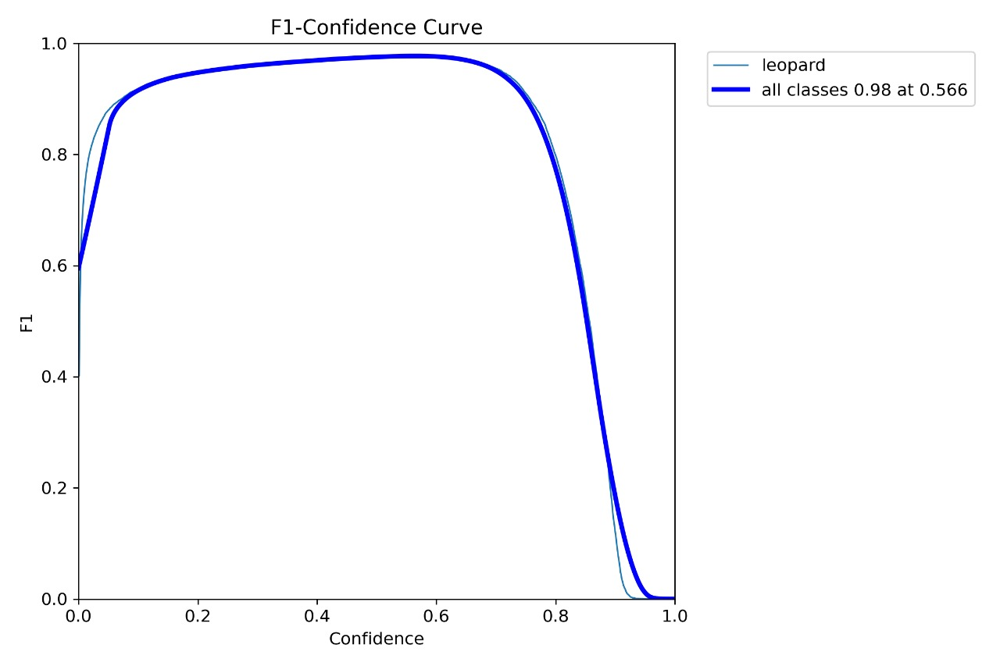 F1-Confidence Curve
leopard
all classes 0.98 at 0.566
1.0
0.8
0.6
0.4
0.2
0.0
F1
0.0 0.2 0.4 0.6 0.8 1.0
Confidence